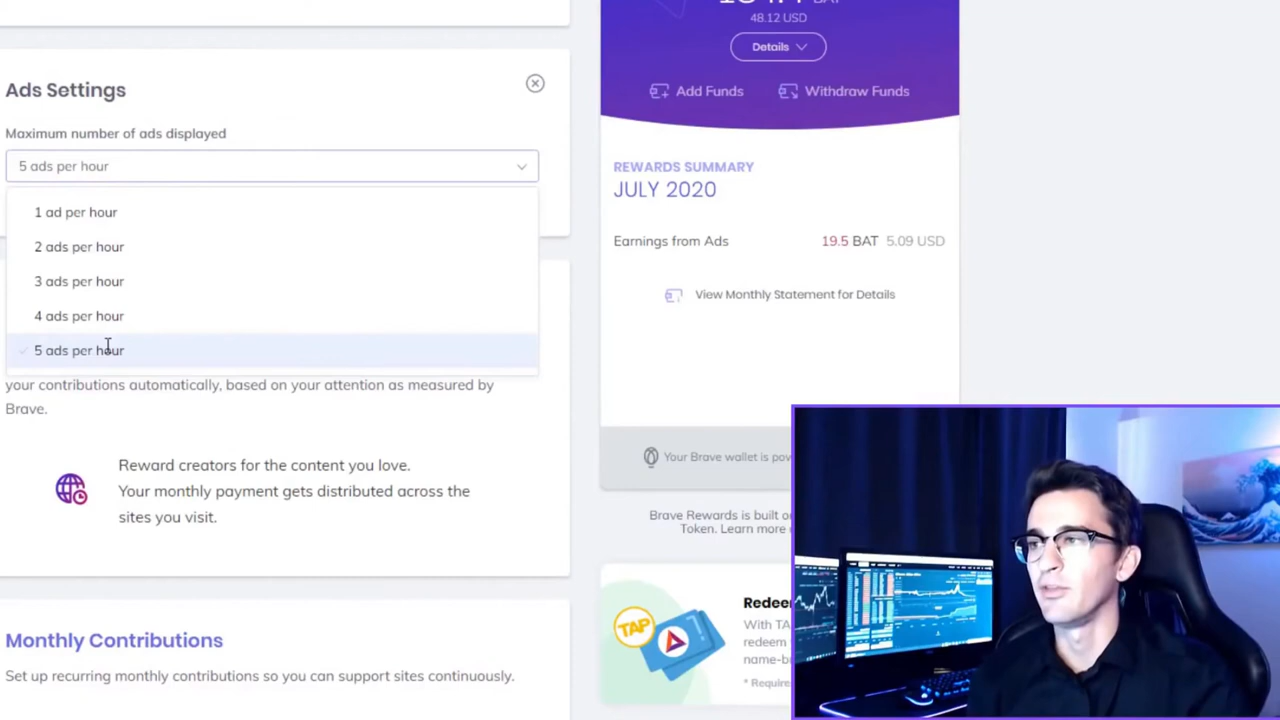 48.12 USD
Details
Add Funds
Withdraw Funds
Ads Settings
Maximum number of ads displayed
5 ads per hour
1 ad per hour
2 ads per hour
3 ads per hour
4 ads per hour
5 ads per hour
your contributions automatically, based on your attention as measured by
Brave.
Reward creators for the content you love.
Your monthly payment gets distributed across the
sites you visit.
Monthly Contributions
Set up recurring monthly contributions so you can support sites continuously.
REWARDS SUMMARY
JULY 2020
Earnings from Ads
19.5 BAT 5.09 USD
View Monthly Statement for Details
Your Brave wallet is
Brave Rewards is built
Token. Learn more
TAP
With TA
redeem